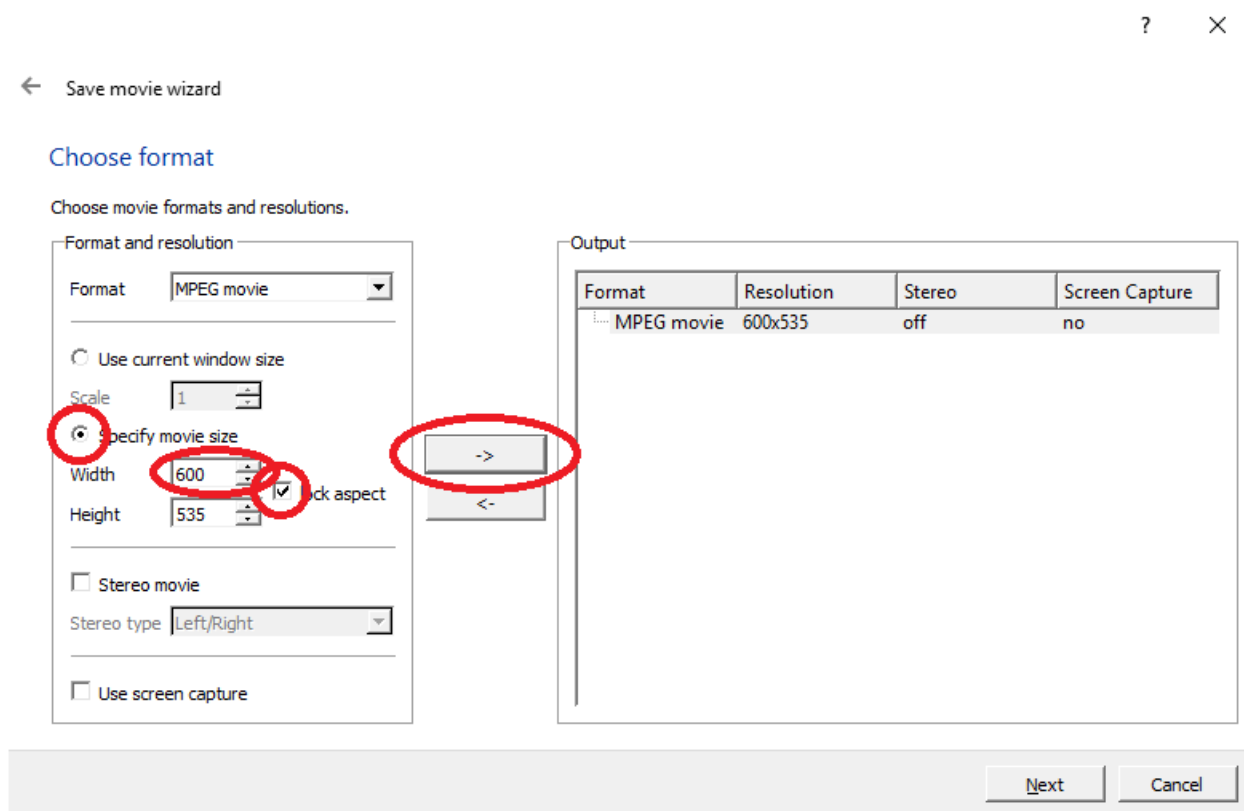 ?
Save movie wizard
Choose format
Choose movie formats and resolutions.
Format and resolution
Format MPEG movie
Use current window size
Scale 1
Specify movie size
Width 600
lock aspect
Height 535
Stereo movie
Stereo type Left/Right
Use screen capture
->
<-
Output
Format Resolution Stereo Screen Capture
MPEG movie 600x535 off no
Next Cancel